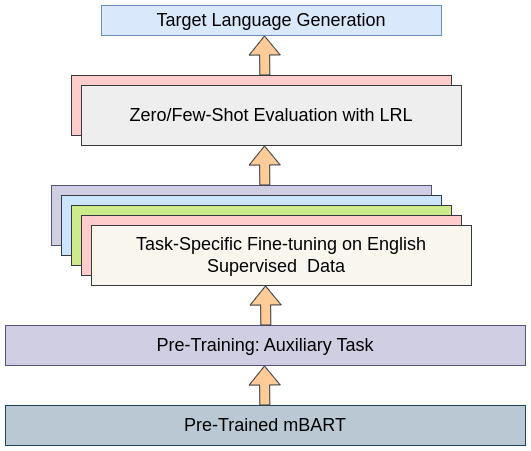 Target Language Generation
Zero/Few-Shot Evaluation with LRL
Task-Specific Fine-tuning on English
Supervised  Data
Pre-Training: Auxiliary Task
Pre-Trained mBART